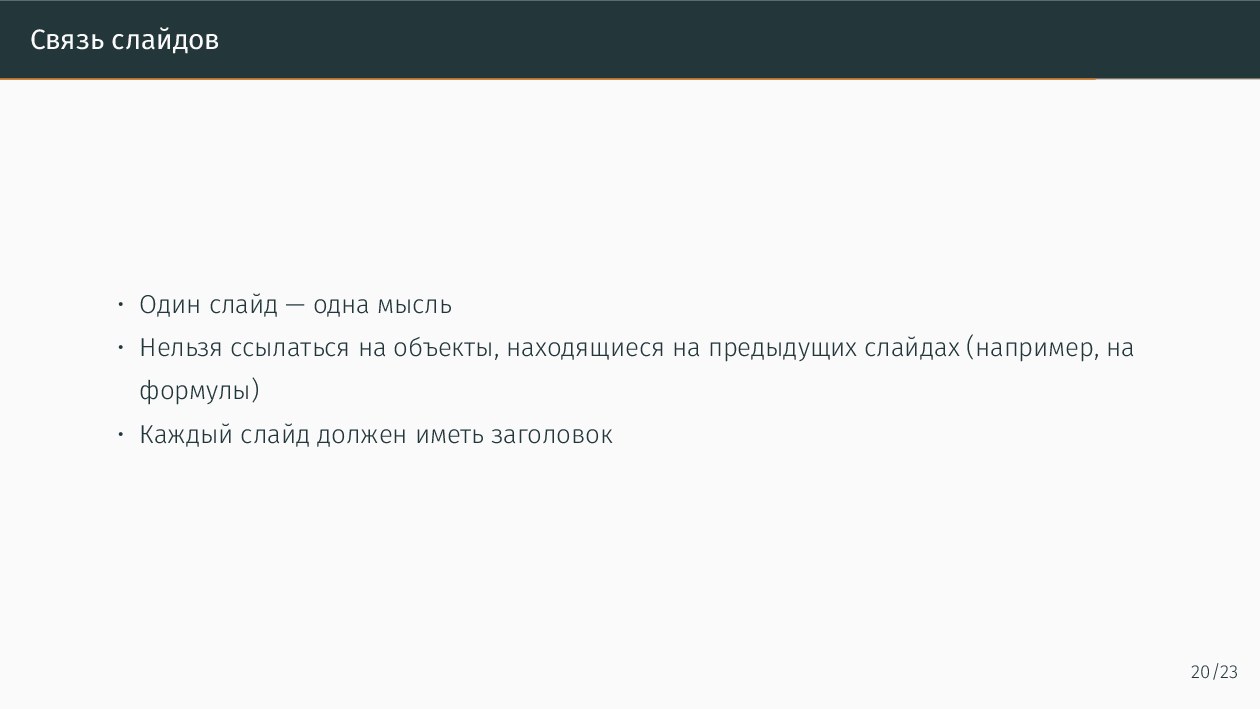 Связь слайдов
• Один слайд — одна мысль
• Нельзя ссылаться на объекты, находящиеся на предыдущих слайдах (например, на
формулы)
• Каждый слайд должен иметь заголовок
20/23